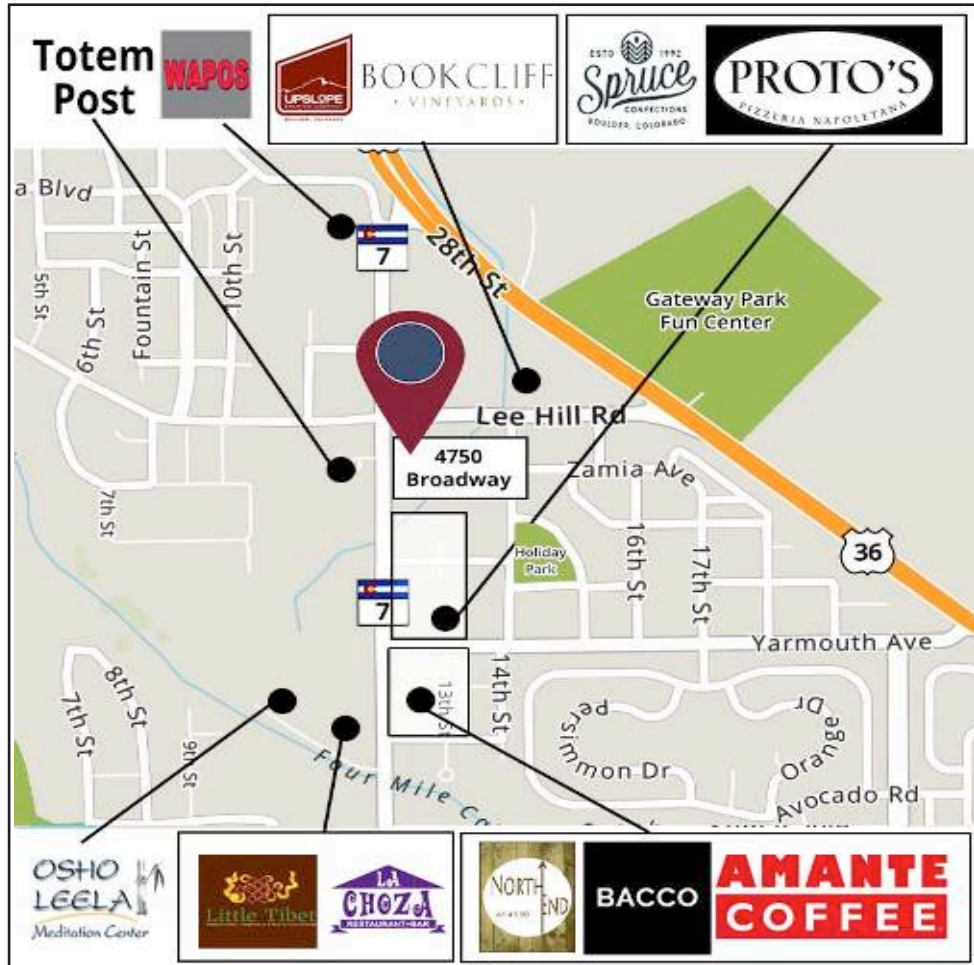 Totem
Post
WAPOS
UPSLOPE
BOOKCLIFF
• VINEYARDS •
ESTD 1992
Spruce
CONFECTIONS
BOULDER, COLORADO
PROTO'S
PIZZERIA NAPOLETANA
a Blvd
5th St
6th St
Fountain St
10th St
7
28th St
Gateway Park
Fun Center
Lee Hill Rd
4750
Broadway
Zamia Ave
7th St
Holiday
Park
16th St
17th St
36
7
Yarmouth Ave
14th St
13th St
7th St
8th St
9th St
Persimmon Dr
Orange Dr
Avocado Rd
Four Mile Ca
OSHO
LEELA
Meditation Center
Little Tibet
LA
CHOZA
RESTAURANT•BAR
NORTH
END
BACCO
AMANTE
COFFEE